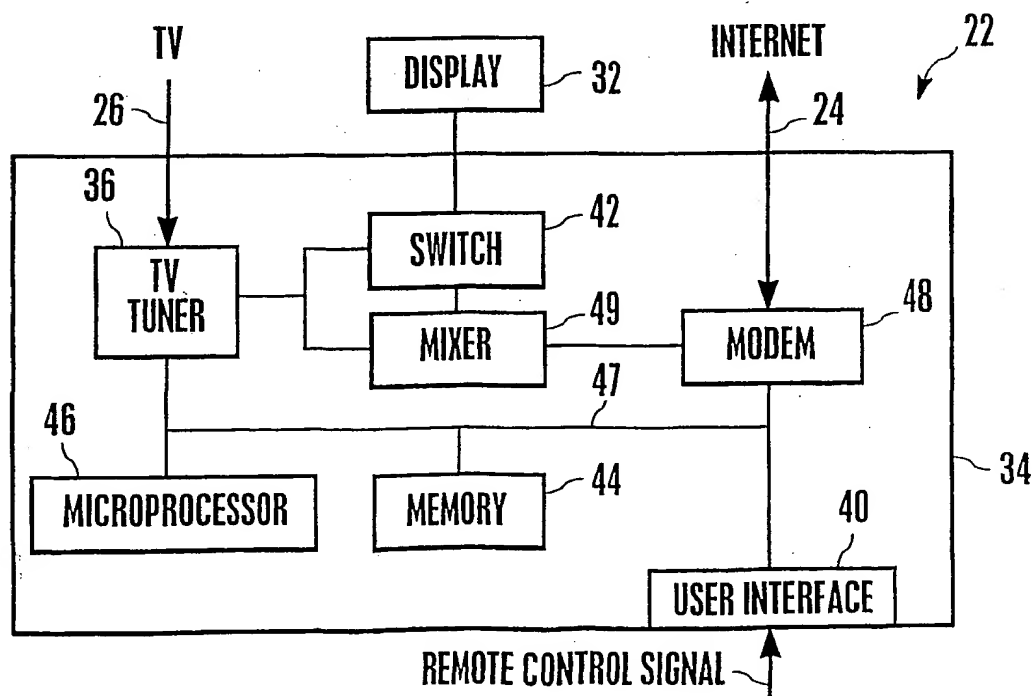 TV
DISPLAY
INTERNET
22
32
26
24
36
42
SWITCH
TV
TUNER
49
48
MIXER
MODEM
47
46
44
34
MICROPROCESSOR
MEMORY
40
USER INTERFACE
REMOTE CONTROL SIGNAL